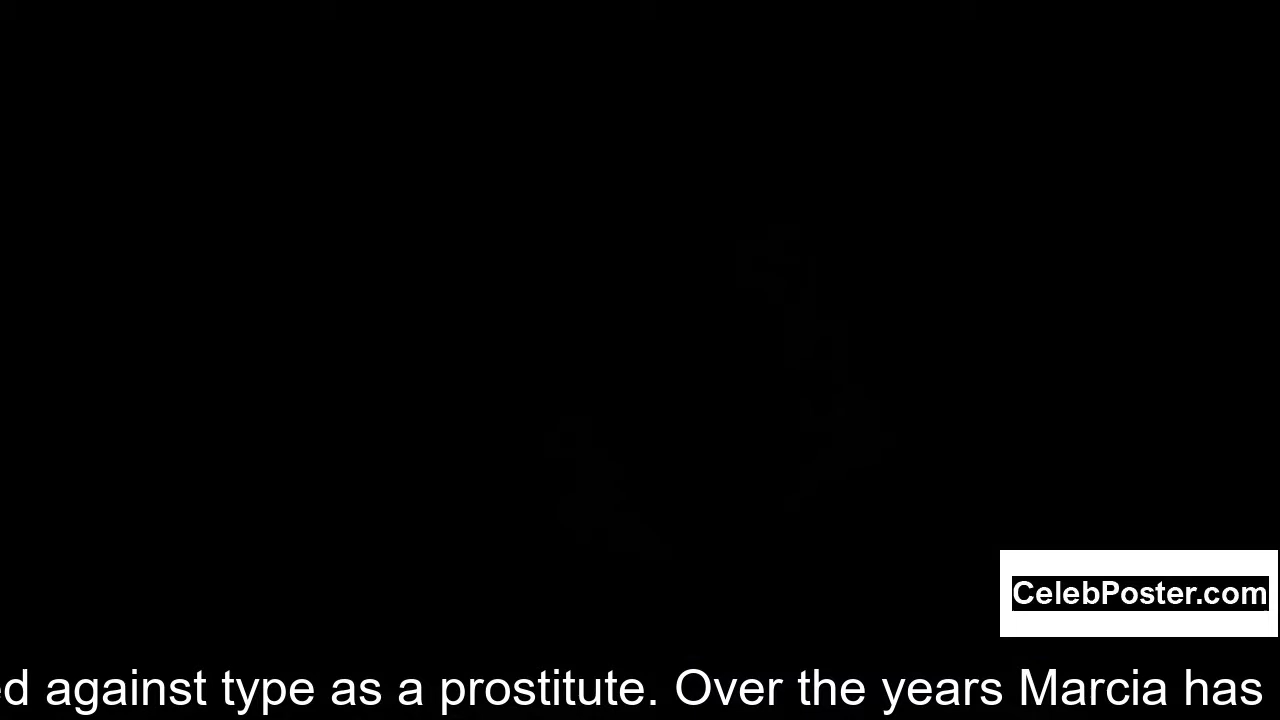 CelebPoster.com
d against type as a prostitute. Over the years Marcia has